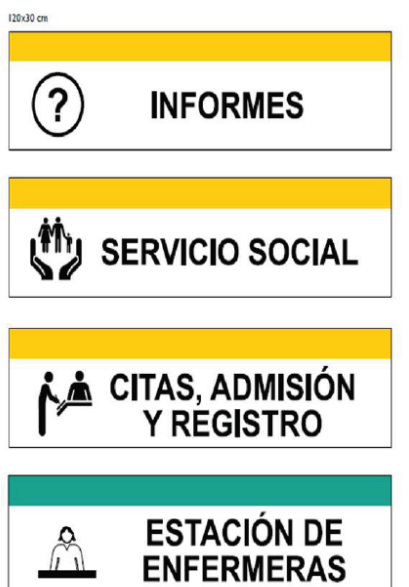 120x30 cm
?
INFORMES
SERVICIO SOCIAL
CITAS, ADMISIÓN
Y REGISTRO
ESTACIÓN DE
ENFERMERAS